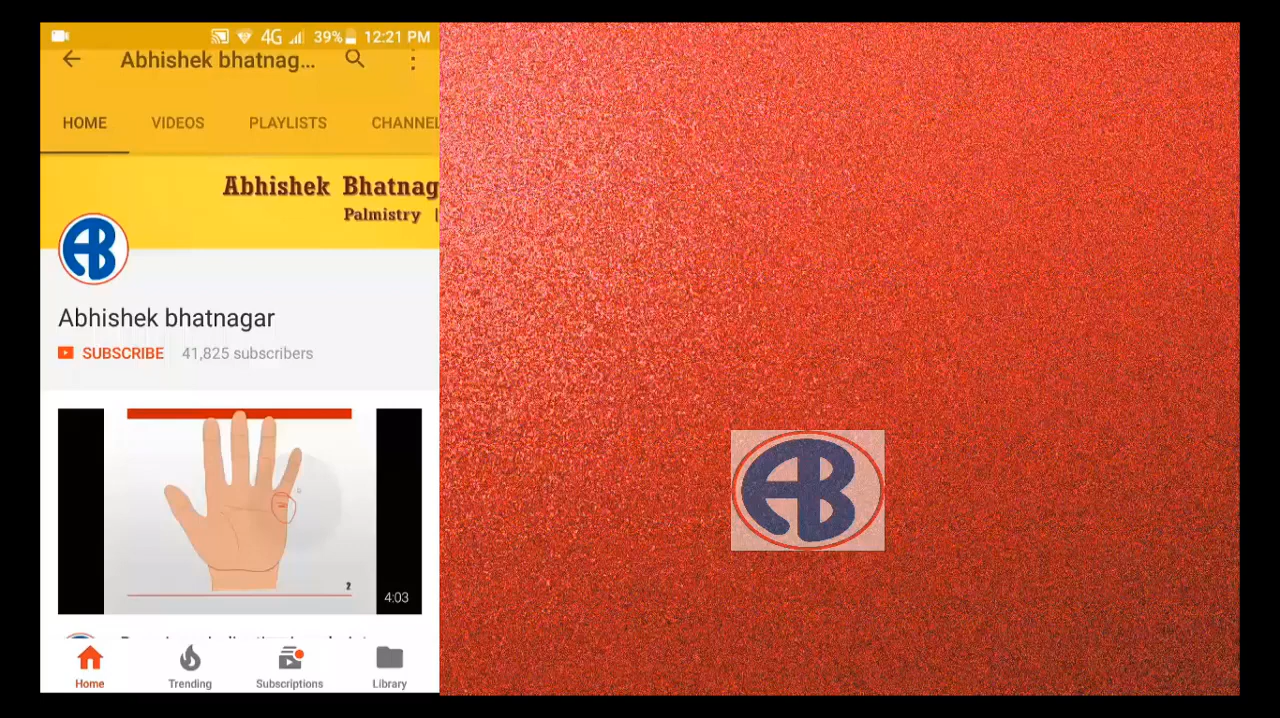 4G 39% 12:21 PM
Abhishek bhatnag...
HOME VIDEOS PLAYLISTS CHANNEL
Abhishek Bhatnag
Palmistry |
AB
Abhishek bhatnagar
SUBSCRIBE 41,825 subscribers
2
4:03
Home Trending Subscriptions Library
AB